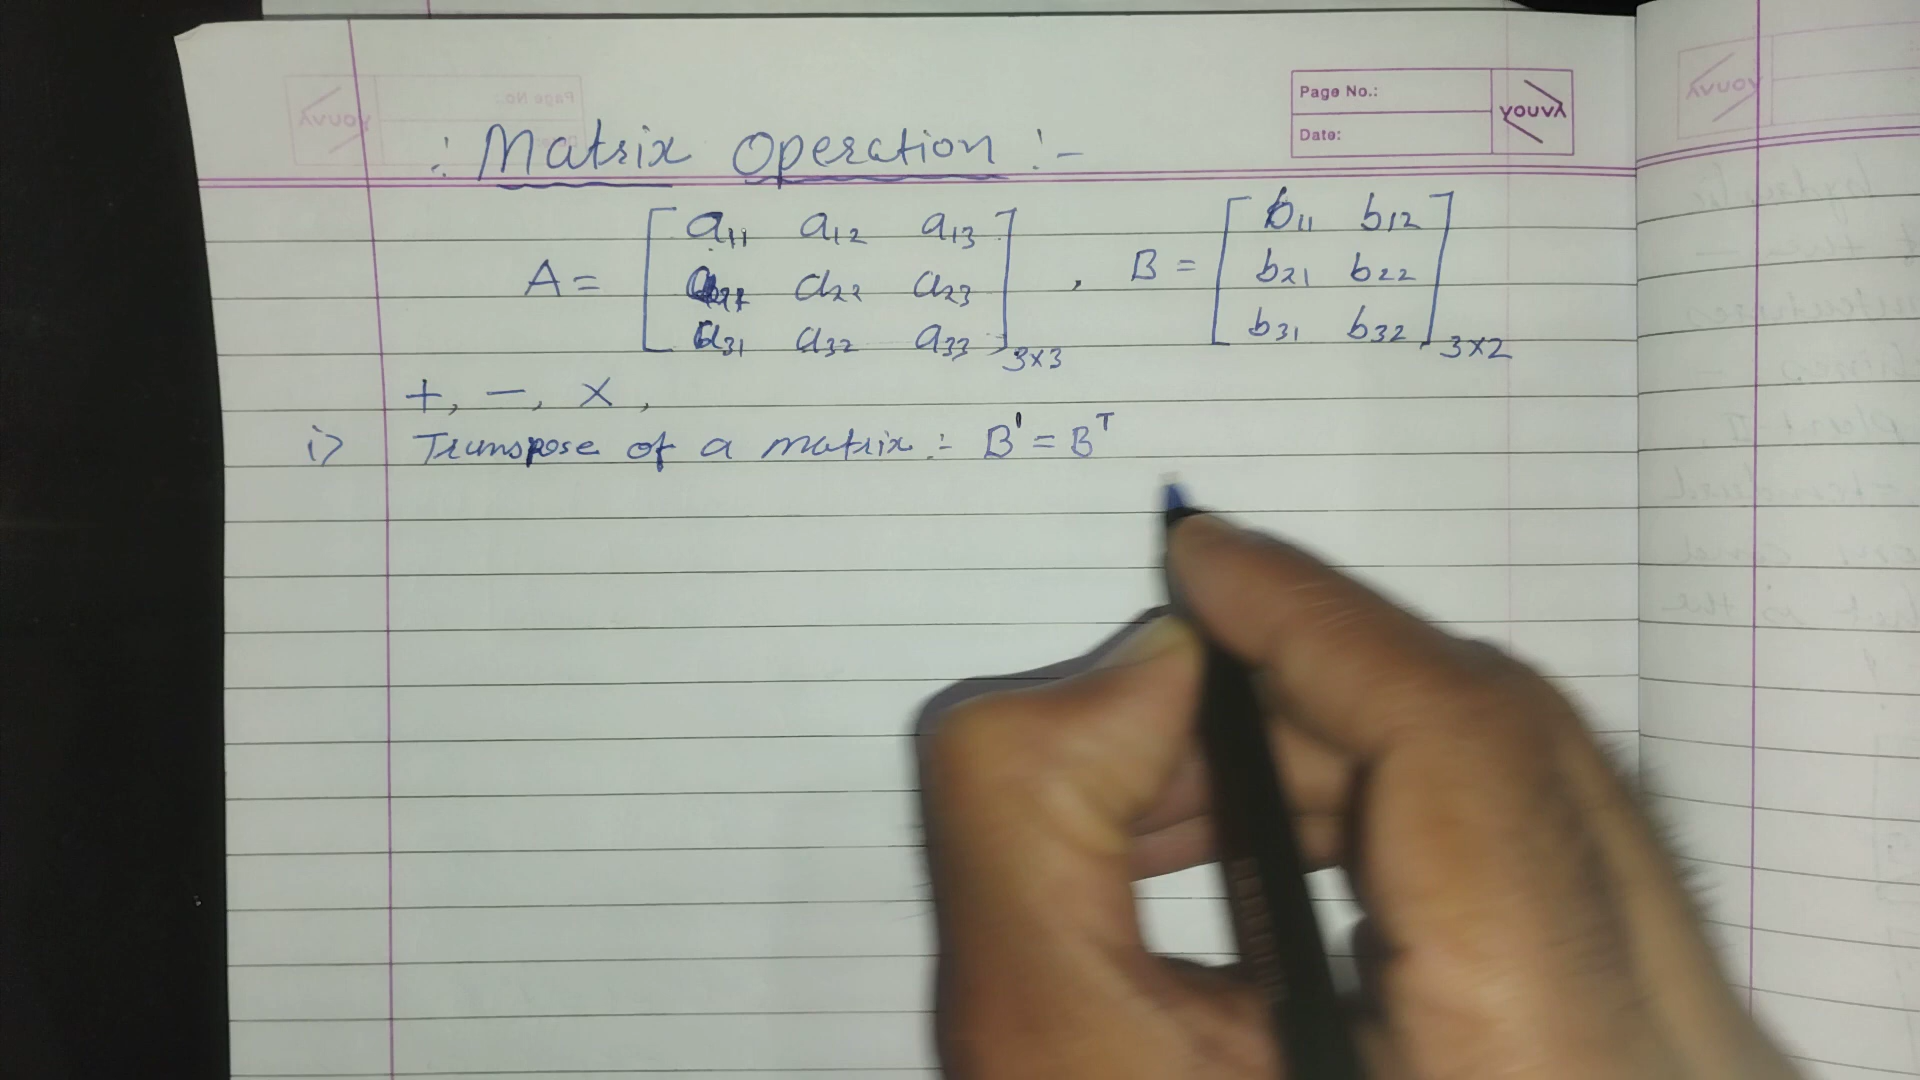 Page No.:
Date:
YOUVA
: Matrix Operation :-
A = [ a11 a12 a13
a22 a23
a31 a32 a33 ] 3x3
, B = [ b11 b12
b21 b22
b31 b32 ] 3x2
+, -, x,
i> Transpose of a matrix :- B' = B^T